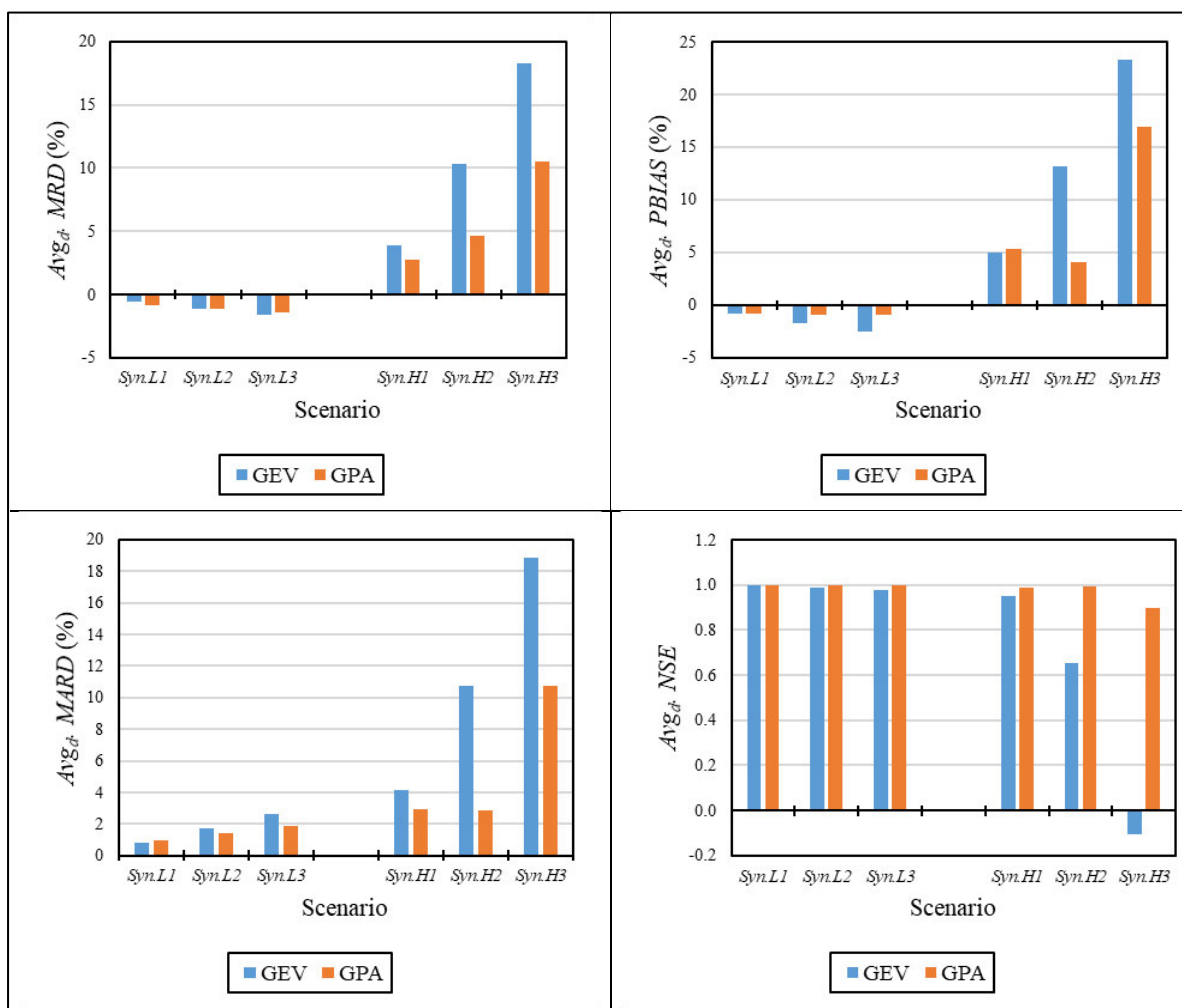 20
15
10
5
0
-5
Avg_d. MRD (%)
Syn.L1 Syn.L2 Syn.L3 Syn.H1 Syn.H2 Syn.H3
Scenario
GEV GPA
25
20
15
10
5
0
-5
Avg_d. PBIAS (%)
Syn.L1 Syn.L2 Syn.L3 Syn.H1 Syn.H2 Syn.H3
Scenario
GEV GPA
20
18
16
14
12
10
8
6
4
2
0
Avg_d. MARD (%)
Syn.L1 Syn.L2 Syn.L3 Syn.H1 Syn.H2 Syn.H3
Scenario
GEV GPA
1.2
1.0
0.8
0.6
0.4
0.2
0.0
-0.2
Avg_d. NSE
Syn.L1 Syn.L2 Syn.L3 Syn.H1 Syn.H2 Syn.H3
Scenario
GEV GPA